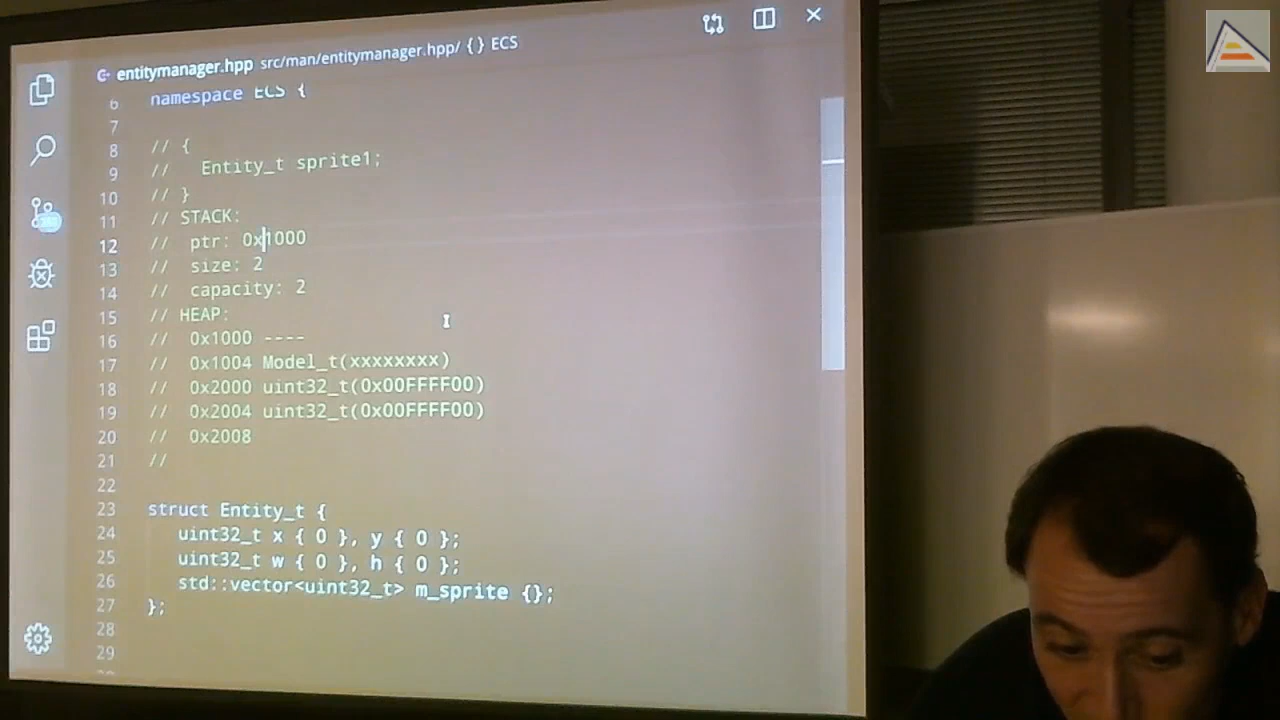 entitymanager.hpp src/man/entitymanager.hpp/ {} ECS
6 namespace ECS {
7
8 // {
9 //   Entity_t sprite1;
10 // }
11 // STACK:
12 //  ptr: 0x1000
13 //  size: 2
14 //  capacity: 2
15 // HEAP:
16 //  0x1000 ----
17 //  0x1004 Model_t(xxxxxxxx)
18 //  0x2000 uint32_t(0x00FFFF00)
19 //  0x2004 uint32_t(0x00FFFF00)
20 //  0x2008
21 //
22
23 struct Entity_t {
24    uint32_t x { 0 }, y { 0 };
25    uint32_t w { 0 }, h { 0 };
26    std::vector<uint32_t> m_sprite {};
27 };
28
29